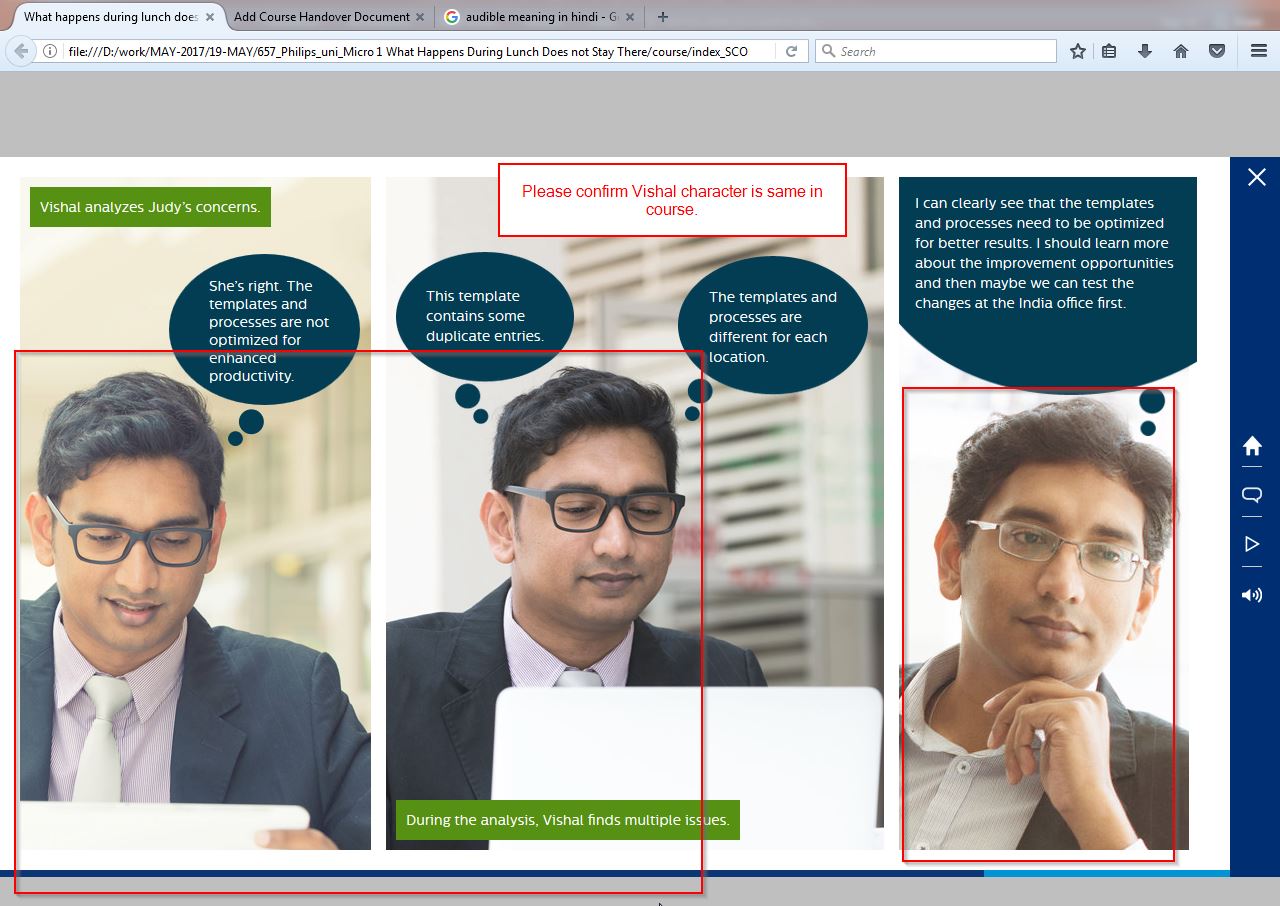 What happens during lunch does
Add Course Handover Document
audible meaning in hindi - G
file:///D:/work/MAY-2017/19-MAY/657_Philips_uni_Micro 1 What Happens During Lunch Does not Stay There/course/index_SCO
Search
Please confirm Vishal character is same in
course.
Vishal analyzes Judy's concerns.
She's right. The
templates and
processes are not
optimized for
enhanced
productivity.
This template
contains some
duplicate entries.
The templates and
processes are
different for each
location.
I can clearly see that the templates
and processes need to be optimized
for better results. I should learn more
about the improvement opportunities
and then maybe we can test the
changes at the India office first.
During the analysis, Vishal finds multiple issues.